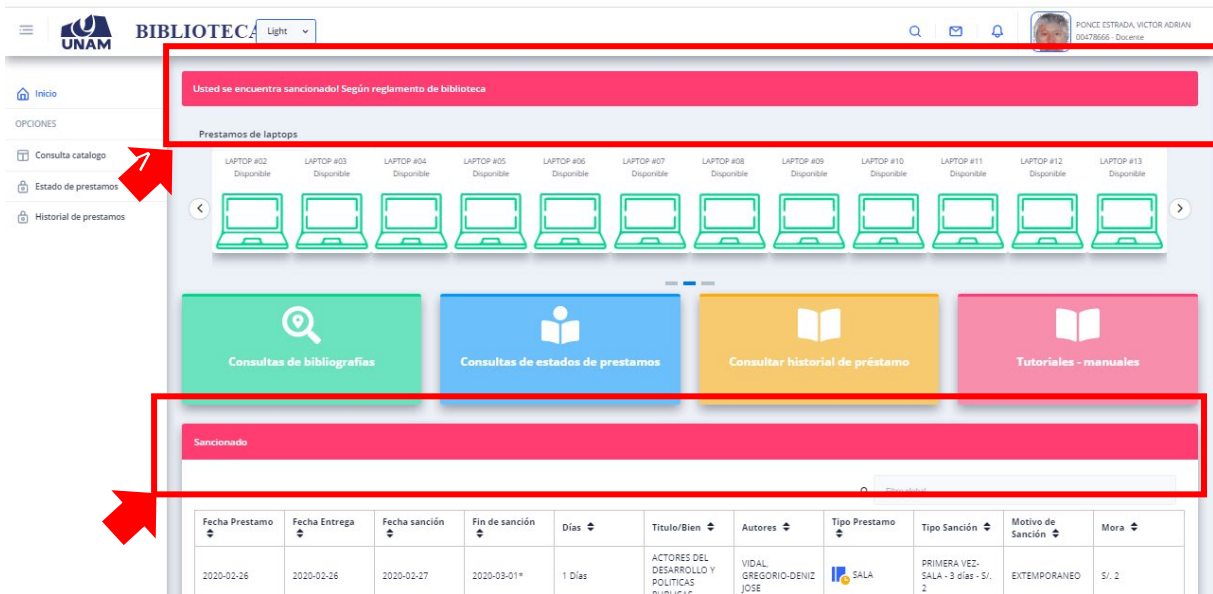 UNAM
BIBLIOTECA
Light
PONCE ESTRADA, VICTOR ADRIAN
00478666 - Docente
Inicio
OPCIONES
Consulta catalogo
Estado de prestamos
Historial de prestamos
1
Usted se encuentra sancionado! Según reglamento de biblioteca
Prestamos de laptops
LAPTOP #02 LAPTOP #03 LAPTOP #04 LAPTOP #05 LAPTOP #06 LAPTOP #07 LAPTOP #08 LAPTOP #09 LAPTOP #10 LAPTOP #11 LAPTOP #12 LAPTOP #13
Disponible Disponible Disponible Disponible Disponible Disponible Disponible Disponible Disponible Disponible Disponible Disponible
Consultas de bibliografías
Consultas de estados de prestamos
Consultar historial de préstamo
Tutoriales - manuales
Sancionado
Filtro global
Fecha Prestamo
Fecha Entrega
Fecha sanción
Fin de sanción
Días
Titulo/Bien
Autores
Tipo Prestamo
Tipo Sanción
Motivo de
Sanción
Mora
2020-02-26
2020-02-26
2020-02-27
2020-03-01*
1 Días
ACTORES DEL
DESARROLLO Y
POLITICAS
PUBLICAS
VIDAL,
GREGORIO-DENIZ
JOSE
SALA
PRIMERA VEZ-
SALA - 3 días - S/.
2
EXTEMPORANEO
S/. 2